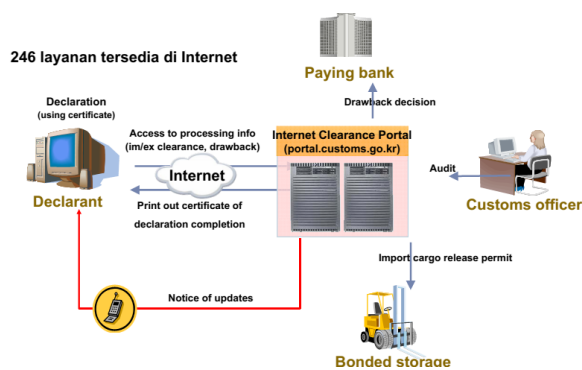 246 layanan tersedia di Internet
Paying bank
Declaration
(using certificate)
Drawback decision
Access to processing info
(im/ex clearance, drawback)
Internet Clearance Portal
(portal.customs.go.kr)
Internet
Audit
Declarant
Customs officer
Print out certificate of
declaration completion
Import cargo release permit
Notice of updates
Bonded storage